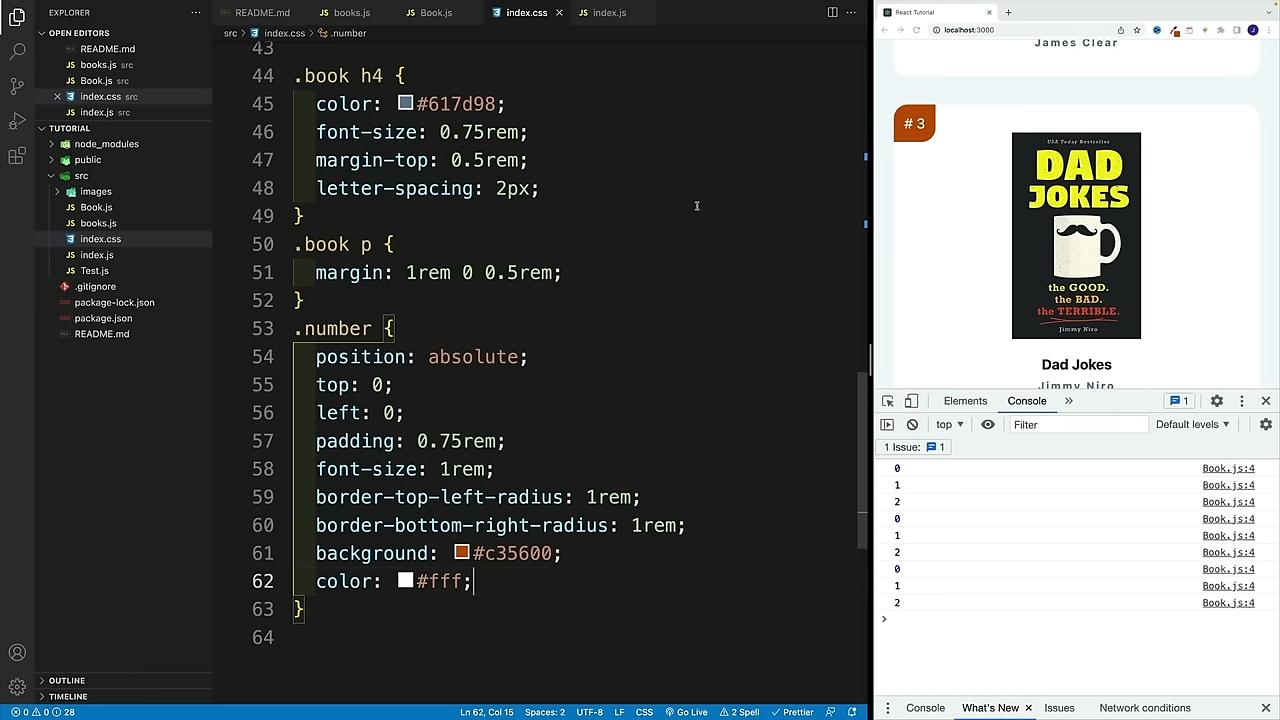 EXPLORER
OPEN EDITORS
README.md
books.js src
Book.js src
index.css src
index.js src
TUTORIAL
node_modules
public
src
images
Book.js
books.js
index.css
index.js
Test.js
.gitignore
package-lock.json
package.json
README.md
OUTLINE
TIMELINE
README.md
books.js
Book.js
index.css
index.js
src > index.css > .number
43
44 .book h4 {
45 color: #617d98;
46 font-size: 0.75rem;
47 margin-top: 0.5rem;
48 letter-spacing: 2px;
49 }
50 .book p {
51 margin: 1rem 0 0.5rem;
52 }
53 .number {
54 position: absolute;
55 top: 0;
56 left: 0;
57 padding: 0.75rem;
58 font-size: 1rem;
59 border-top-left-radius: 1rem;
60 border-bottom-right-radius: 1rem;
61 background: #c35600;
62 color: #fff;
63 }
64
0 0 28
Ln 62, Col 15 Spaces: 2 UTF-8 LF CSS Go Live 2 Spell Prettier
React Tutorial
localhost:3000
James Clear
# 3
USA Today Bestseller
DAD
JOKES
the GOOD.
the BAD.
the TERRIBLE.
Jimmy Niro
Dad Jokes
Jimmy Niro
Elements Console 1
top Filter Default levels
1 Issue: 1
0 Book.js:4
1 Book.js:4
2 Book.js:4
0 Book.js:4
1 Book.js:4
2 Book.js:4
0 Book.js:4
1 Book.js:4
2 Book.js:4
Console What's New Issues Network conditions